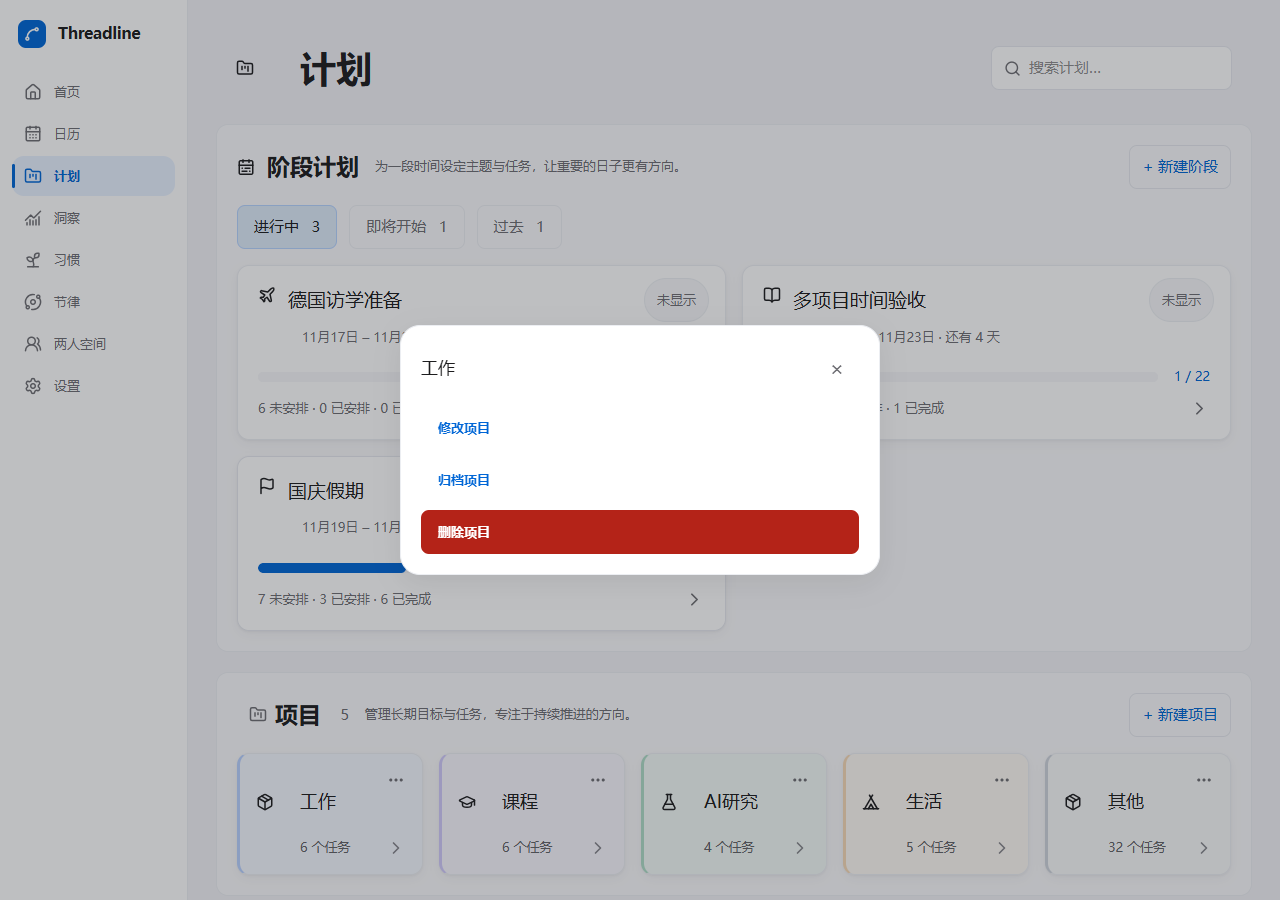 Threadline
首页
日历
计划
洞察
习惯
节律
两人空间
设置
计划
搜索计划...
阶段计划 为一段时间设定主题与任务，让重要的日子更有方向。
+ 新建阶段
进行中 3 即将开始 1 过去 1
德国访学准备 未显示
11月17日 – 11月
6 未安排 · 0 已安排 · 0 已
多项目时间验收 未显示
11月23日 · 还有 4 天
1 / 22
· 1 已完成
国庆假期
11月19日 – 11月
7 未安排 · 3 已安排 · 6 已完成
工作
修改项目
归档项目
删除项目
项目 5 管理长期目标与任务，专注于持续推进的方向。
+ 新建项目
工作
6 个任务
课程
6 个任务
AI研究
4 个任务
生活
5 个任务
其他
32 个任务